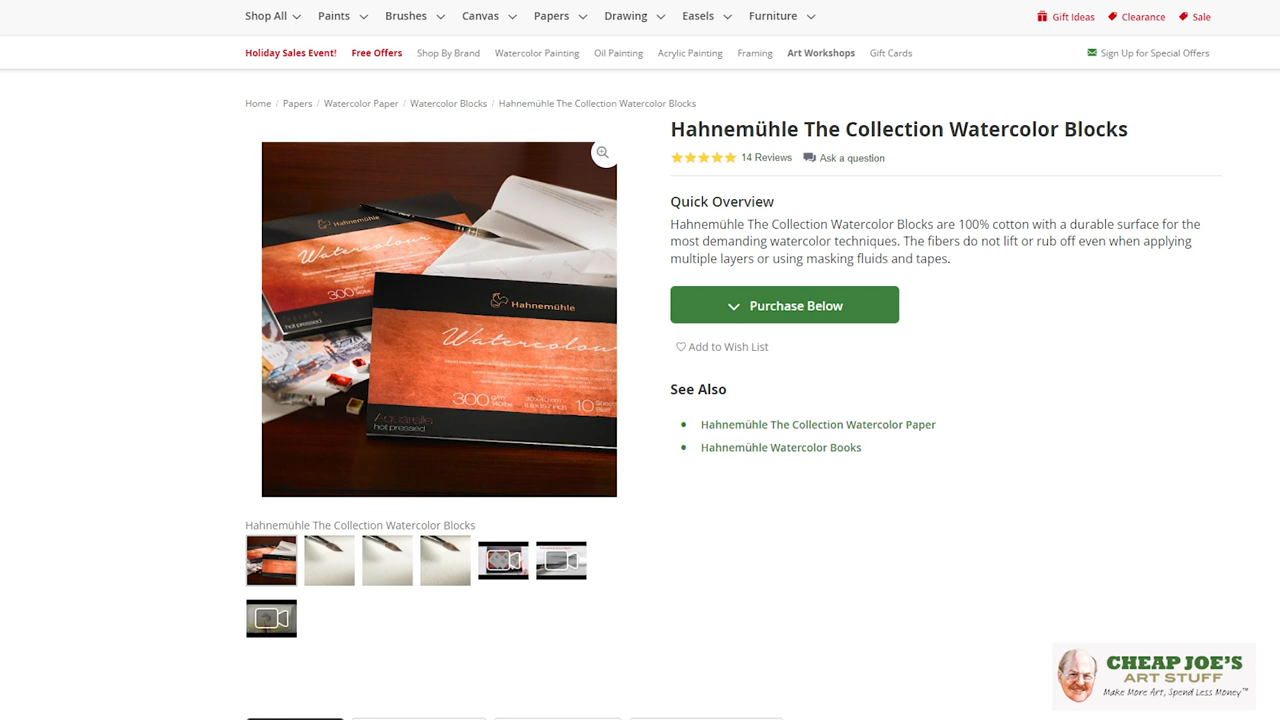 Shop All Paints Brushes Canvas Papers Drawing Easels Furniture Gift Ideas Clearance Sale
Holiday Sales Event! Free Offers Shop By Brand Watercolor Painting Oil Painting Acrylic Painting Framing Art Workshops Gift Cards Sign Up for Special Offers
Home / Papers / Watercolor Paper / Watercolor Blocks / Hahnemühle The Collection Watercolor Blocks
Hahnemühle The Collection Watercolor Blocks
14 Reviews Ask a question
Quick Overview
Hahnemühle The Collection Watercolor Blocks are 100% cotton with a durable surface for the
most demanding watercolor techniques. The fibers do not lift or rub off even when applying
multiple layers or using masking fluids and tapes.
Purchase Below
Add to Wish List
See Also
Hahnemühle The Collection Watercolor Paper
Hahnemühle Watercolor Books
Hahnemühle
Watercolour
300
hot pressed
Hahnemühle
Watercolour
300
10
Aquarelle
hot pressed
Hahnemühle The Collection Watercolor Blocks
CHEAP JOE'S
ART STUFF
Make More Art, Spend Less Money™